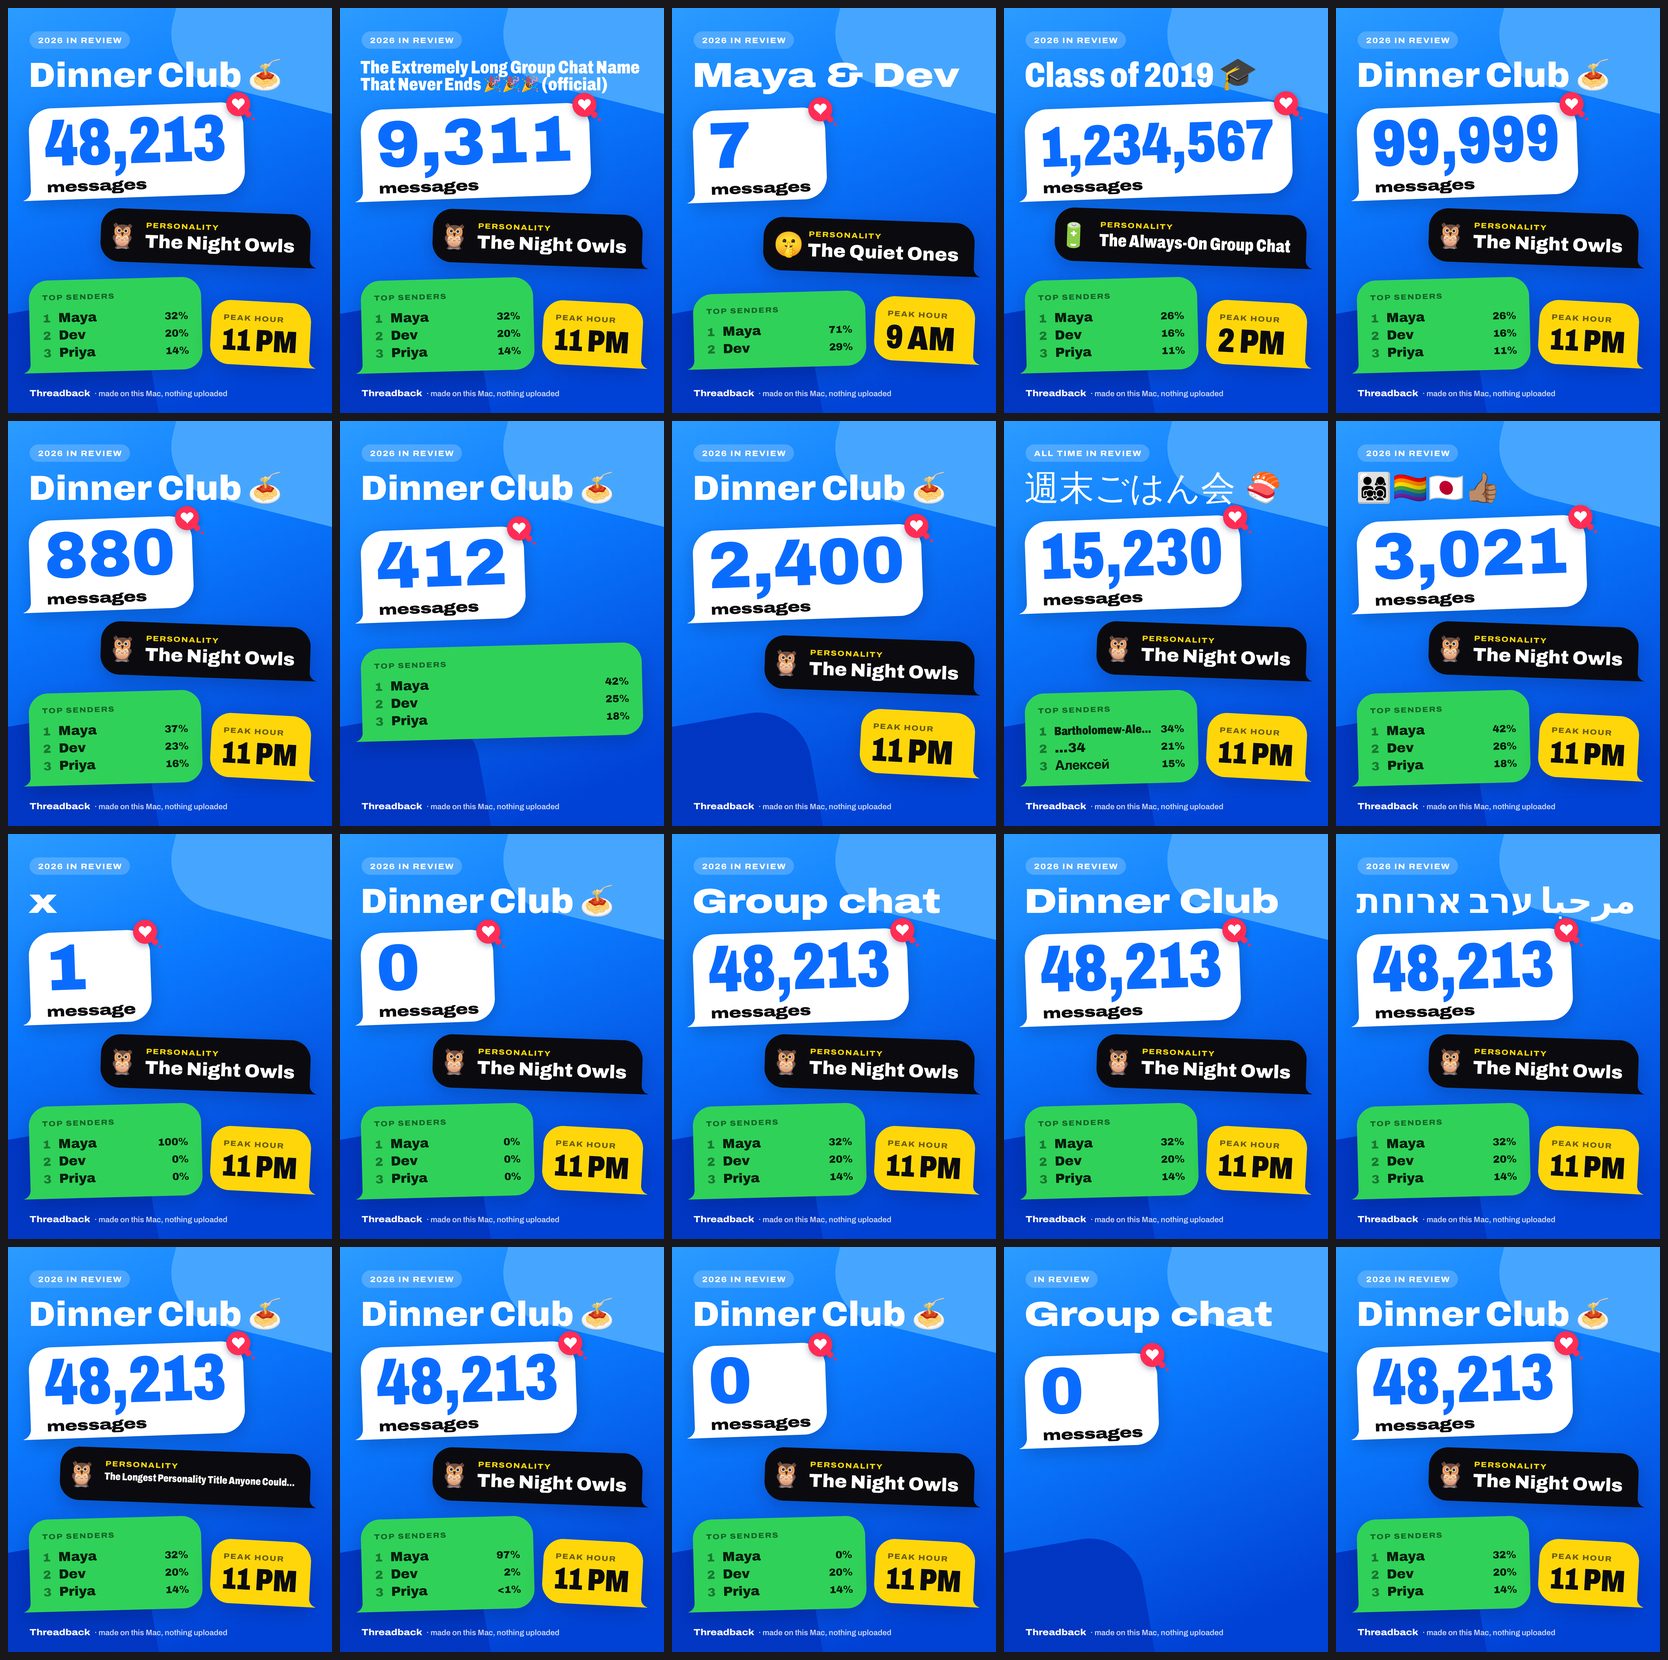 2026 IN REVIEW
Dinner Club 🍝
48,213
messages
PERSONALITY
The Night Owls
TOP SENDERS
1 Maya 32%
2 Dev 20%
3 Priya 14%
PEAK HOUR
11 PM
Threadback · made on this Mac, nothing uploaded
2026 IN REVIEW
The Extremely Long Group Chat Name
That Never Ends 🎉🎉🎉 (official)
9,311
messages
PERSONALITY
The Night Owls
TOP SENDERS
1 Maya 32%
2 Dev 20%
3 Priya 14%
PEAK HOUR
11 PM
Threadback · made on this Mac, nothing uploaded
2026 IN REVIEW
Maya & Dev
7
messages
PERSONALITY
The Quiet Ones
TOP SENDERS
1 Maya 71%
2 Dev 29%
PEAK HOUR
9 AM
Threadback · made on this Mac, nothing uploaded
2026 IN REVIEW
Class of 2019 🎓
1,234,567
messages
PERSONALITY
The Always-On Group Chat
TOP SENDERS
1 Maya 26%
2 Dev 16%
3 Priya 11%
PEAK HOUR
2 PM
Threadback · made on this Mac, nothing uploaded
2026 IN REVIEW
Dinner Club 🍝
99,999
messages
PERSONALITY
The Night Owls
TOP SENDERS
1 Maya 26%
2 Dev 16%
3 Priya 11%
PEAK HOUR
11 PM
Threadback · made on this Mac, nothing uploaded
2026 IN REVIEW
Dinner Club 🍝
880
messages
PERSONALITY
The Night Owls
TOP SENDERS
1 Maya 37%
2 Dev 23%
3 Priya 16%
PEAK HOUR
11 PM
Threadback · made on this Mac, nothing uploaded
2026 IN REVIEW
Dinner Club 🍝
412
messages
TOP SENDERS
1 Maya 42%
2 Dev 25%
3 Priya 18%
Threadback · made on this Mac, nothing uploaded
2026 IN REVIEW
Dinner Club 🍝
2,400
messages
PERSONALITY
The Night Owls
PEAK HOUR
11 PM
Threadback · made on this Mac, nothing uploaded
ALL TIME IN REVIEW
週末ごはん会 🍣
15,230
messages
PERSONALITY
The Night Owls
TOP SENDERS
1 Bartholomew-Ale... 34%
2 ...34 21%
3 Алексей 15%
PEAK HOUR
11 PM
Threadback · made on this Mac, nothing uploaded
2026 IN REVIEW
3,021
messages
PERSONALITY
The Night Owls
TOP SENDERS
1 Maya 42%
2 Dev 26%
3 Priya 18%
PEAK HOUR
11 PM
Threadback · made on this Mac, nothing uploaded
2026 IN REVIEW
x
1
message
PERSONALITY
The Night Owls
TOP SENDERS
1 Maya 100%
2 Dev 0%
3 Priya 0%
PEAK HOUR
11 PM
Threadback · made on this Mac, nothing uploaded
2026 IN REVIEW
Dinner Club 🍝
0
messages
PERSONALITY
The Night Owls
TOP SENDERS
1 Maya 0%
2 Dev 0%
3 Priya 0%
PEAK HOUR
11 PM
Threadback · made on this Mac, nothing uploaded
2026 IN REVIEW
Group chat
48,213
messages
PERSONALITY
The Night Owls
TOP SENDERS
1 Maya 32%
2 Dev 20%
3 Priya 14%
PEAK HOUR
11 PM
Threadback · made on this Mac, nothing uploaded
2026 IN REVIEW
Dinner Club
48,213
messages
PERSONALITY
The Night Owls
TOP SENDERS
1 Maya 32%
2 Dev 20%
3 Priya 14%
PEAK HOUR
11 PM
Threadback · made on this Mac, nothing uploaded
2026 IN REVIEW
مرحبا ערב ארוחת
48,213
messages
PERSONALITY
The Night Owls
TOP SENDERS
1 Maya 32%
2 Dev 20%
3 Priya 14%
PEAK HOUR
11 PM
Threadback · made on this Mac, nothing uploaded
2026 IN REVIEW
Dinner Club 🍝
48,213
messages
PERSONALITY
The Longest Personality Title Anyone Could...
TOP SENDERS
1 Maya 32%
2 Dev 20%
3 Priya 14%
PEAK HOUR
11 PM
Threadback · made on this Mac, nothing uploaded
2026 IN REVIEW
Dinner Club 🍝
48,213
messages
PERSONALITY
The Night Owls
TOP SENDERS
1 Maya 97%
2 Dev 2%
3 Priya <1%
PEAK HOUR
11 PM
Threadback · made on this Mac, nothing uploaded
2026 IN REVIEW
Dinner Club 🍝
0
messages
PERSONALITY
The Night Owls
TOP SENDERS
1 Maya 0%
2 Dev 20%
3 Priya 14%
PEAK HOUR
11 PM
Threadback · made on this Mac, nothing uploaded
IN REVIEW
Group chat
0
messages
Threadback · made on this Mac, nothing uploaded
2026 IN REVIEW
Dinner Club 🍝
48,213
messages
PERSONALITY
The Night Owls
TOP SENDERS
1 Maya 32%
2 Dev 20%
3 Priya 14%
PEAK HOUR
11 PM
Threadback · made on this Mac, nothing uploaded